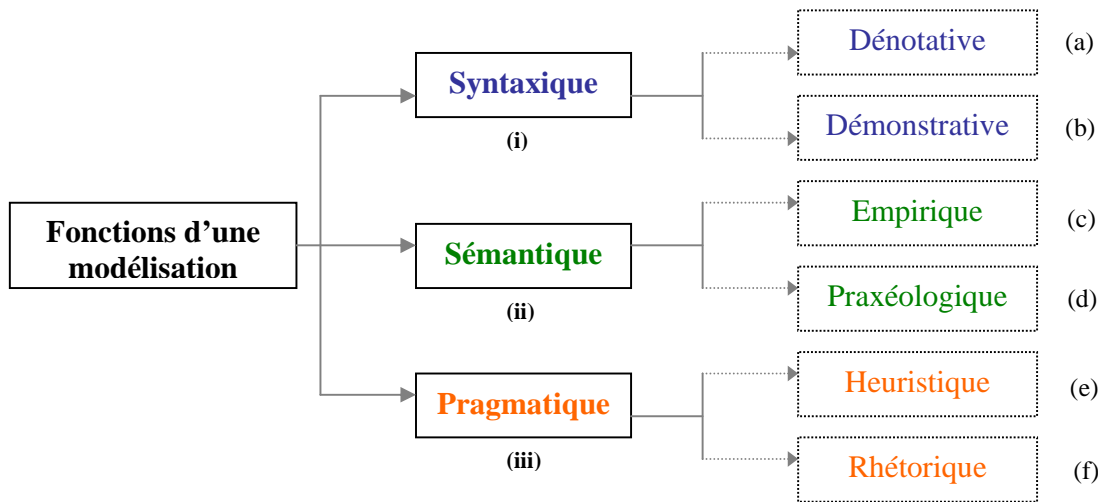 Dénotative (a)
Syntaxique
(i)
Démonstrative (b)
Fonctions d’une
modélisation
Empirique (c)
Sémantique
(ii)
Praxéologique (d)
Heuristique (e)
Pragmatique
(iii)
Rhétorique (f)